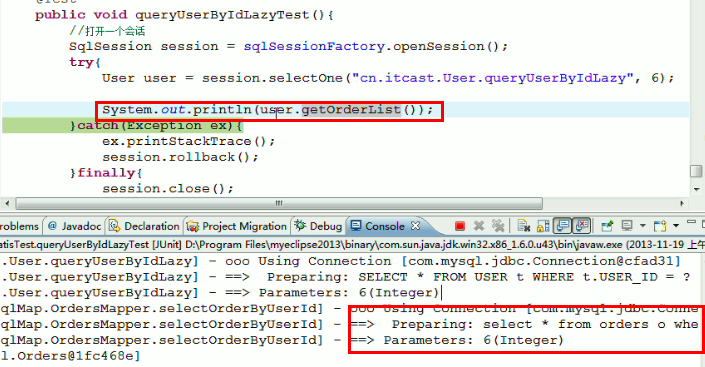 @Test
public void queryUserByIdLazyTest(){
//打开一个会话
SqlSession session = sqlSessionFactory.openSession();
try{
User user = session.selectOne("cn.itcast.User.queryUserByIdLazy", 6);
System.out.println(user.getOrderList());
}catch(Exception ex){
ex.printStackTrace();
session.rollback();
}finally{
session.close();
roblems @ Javadoc Declaration Project Migration Debug Console
atisTest.queryUserByIdLazyTest [JUnit] D:\Program Files\myeclipse2013\binary\com.sun.java.jdk.win32.x86_1.6.0.u43\bin\javaw.exe (2013-11-19 上午
.User.queryUserByIdLazy] - ooo Using Connection [com.mysql.jdbc.Connection@cfad31]
.User.queryUserByIdLazy] - ==>  Preparing: SELECT * FROM USER t WHERE t.USER_ID = ?
.User.queryUserByIdLazy] - ==> Parameters: 6(Integer)
qlMap.OrdersMapper.selectOrderByUserId] - ooo Using Connection [com.mysql.jdbc.Conne
qlMap.OrdersMapper.selectOrderByUserId] - ==>  Preparing: select * from orders o whe
qlMap.OrdersMapper.selectOrderByUserId] - ==> Parameters: 6(Integer)
l.Orders@1fc468e]